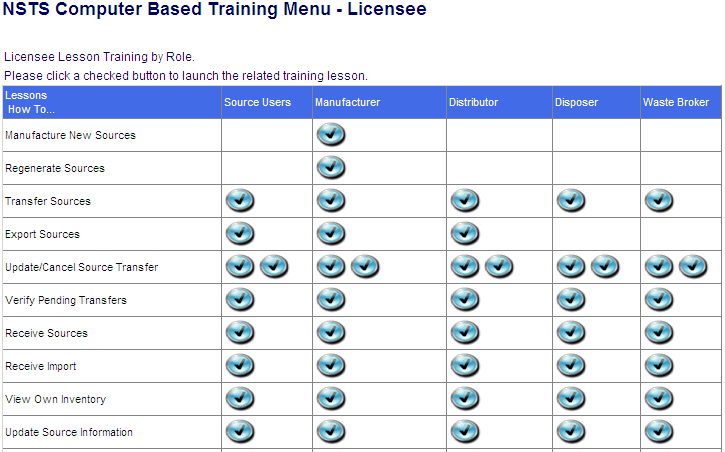 NSTS Computer Based Training Menu - Licensee
Licensee Lesson Training by Role.
Please click a checked button to launch the related training lesson.
Lessons
How To... Source Users Manufacturer Distributor Disposer Waste Broker
Manufacture New Sources
Regenerate Sources
Transfer Sources
Export Sources
Update/Cancel Source Transfer
Verify Pending Transfers
Receive Sources
Receive Import
View Own Inventory
Update Source Information